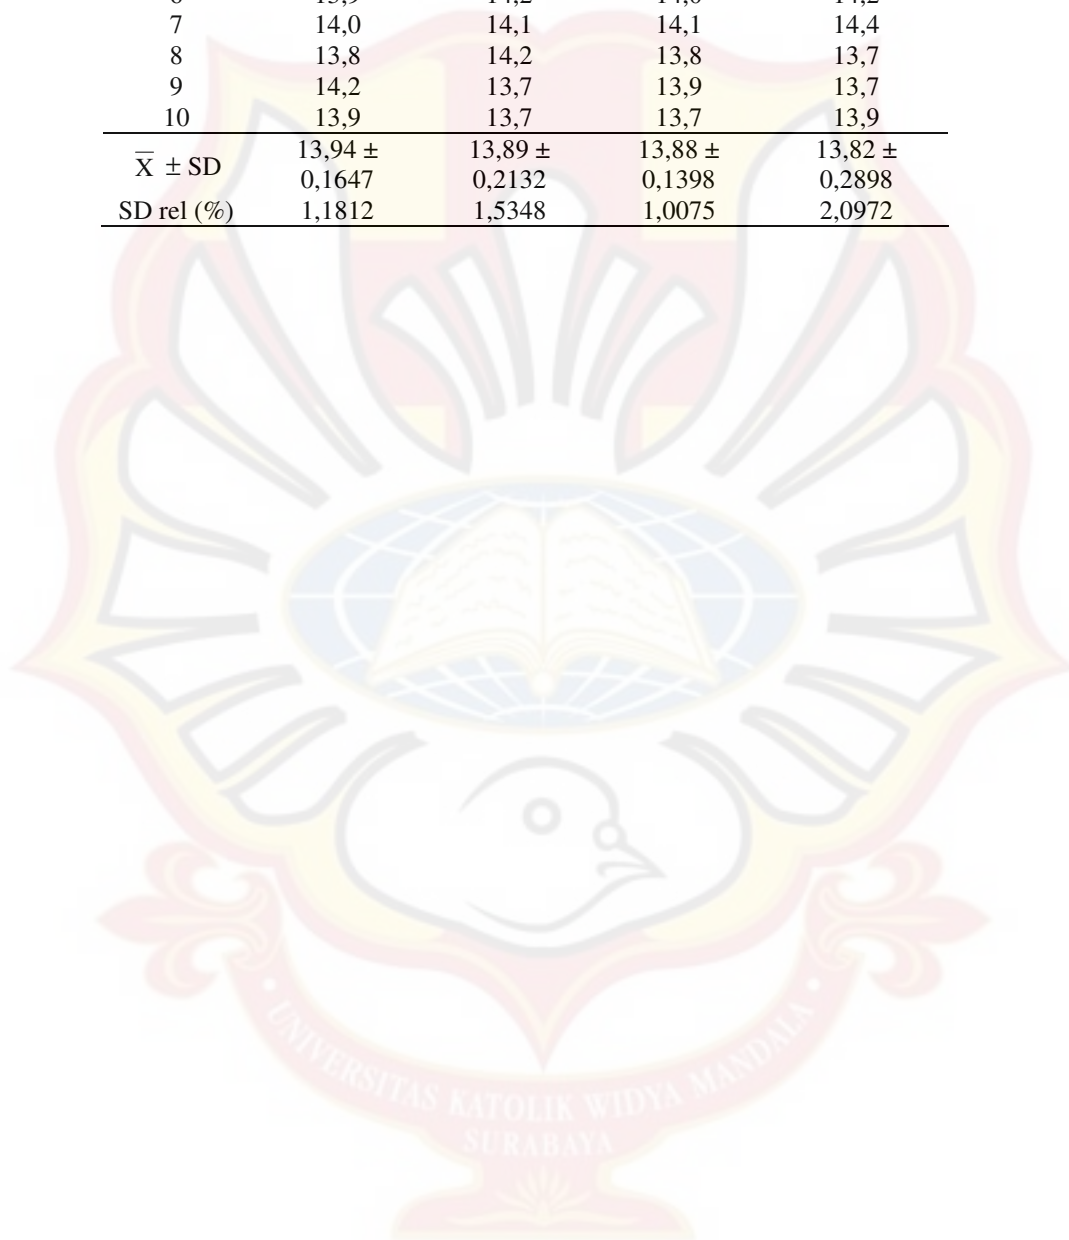 7 14,0 14,1 14,1 14,4
8 13,8 14,2 13,8 13,7
9 14,2 13,7 13,9 13,7
10 13,9 13,7 13,7 13,9
X̅ ± SD 13,94 ± 13,89 ± 13,88 ± 13,82 ±
0,1647 0,2132 0,1398 0,2898
SD rel (%) 1,1812 1,5348 1,0075 2,0972
UNIVERSITAS KATOLIK WIDYA MANDALA
SURABAYA